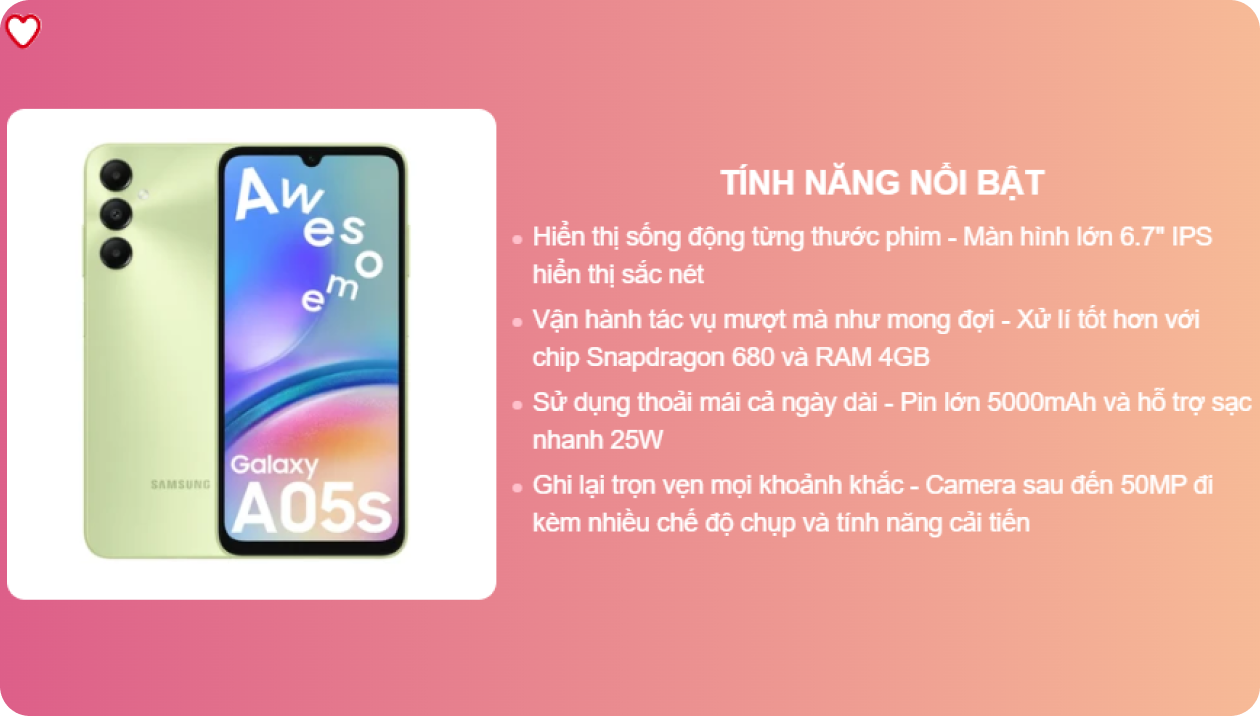 Awesome
Galaxy
A05s
SAMSUNG
TÍNH NĂNG NỔI BẬT
Hiển thị sống động từng thước phim - Màn hình lớn 6.7" IPS
hiển thị sắc nét
Vận hành tác vụ mượt mà như mong đợi - Xử lí tốt hơn với
chip Snapdragon 680 và RAM 4GB
Sử dụng thoải mái cả ngày dài - Pin lớn 5000mAh và hỗ trợ sạc
nhanh 25W
Ghi lại trọn vẹn mọi khoảnh khắc - Camera sau đến 50MP đi
kèm nhiều chế độ chụp và tính năng cải tiến